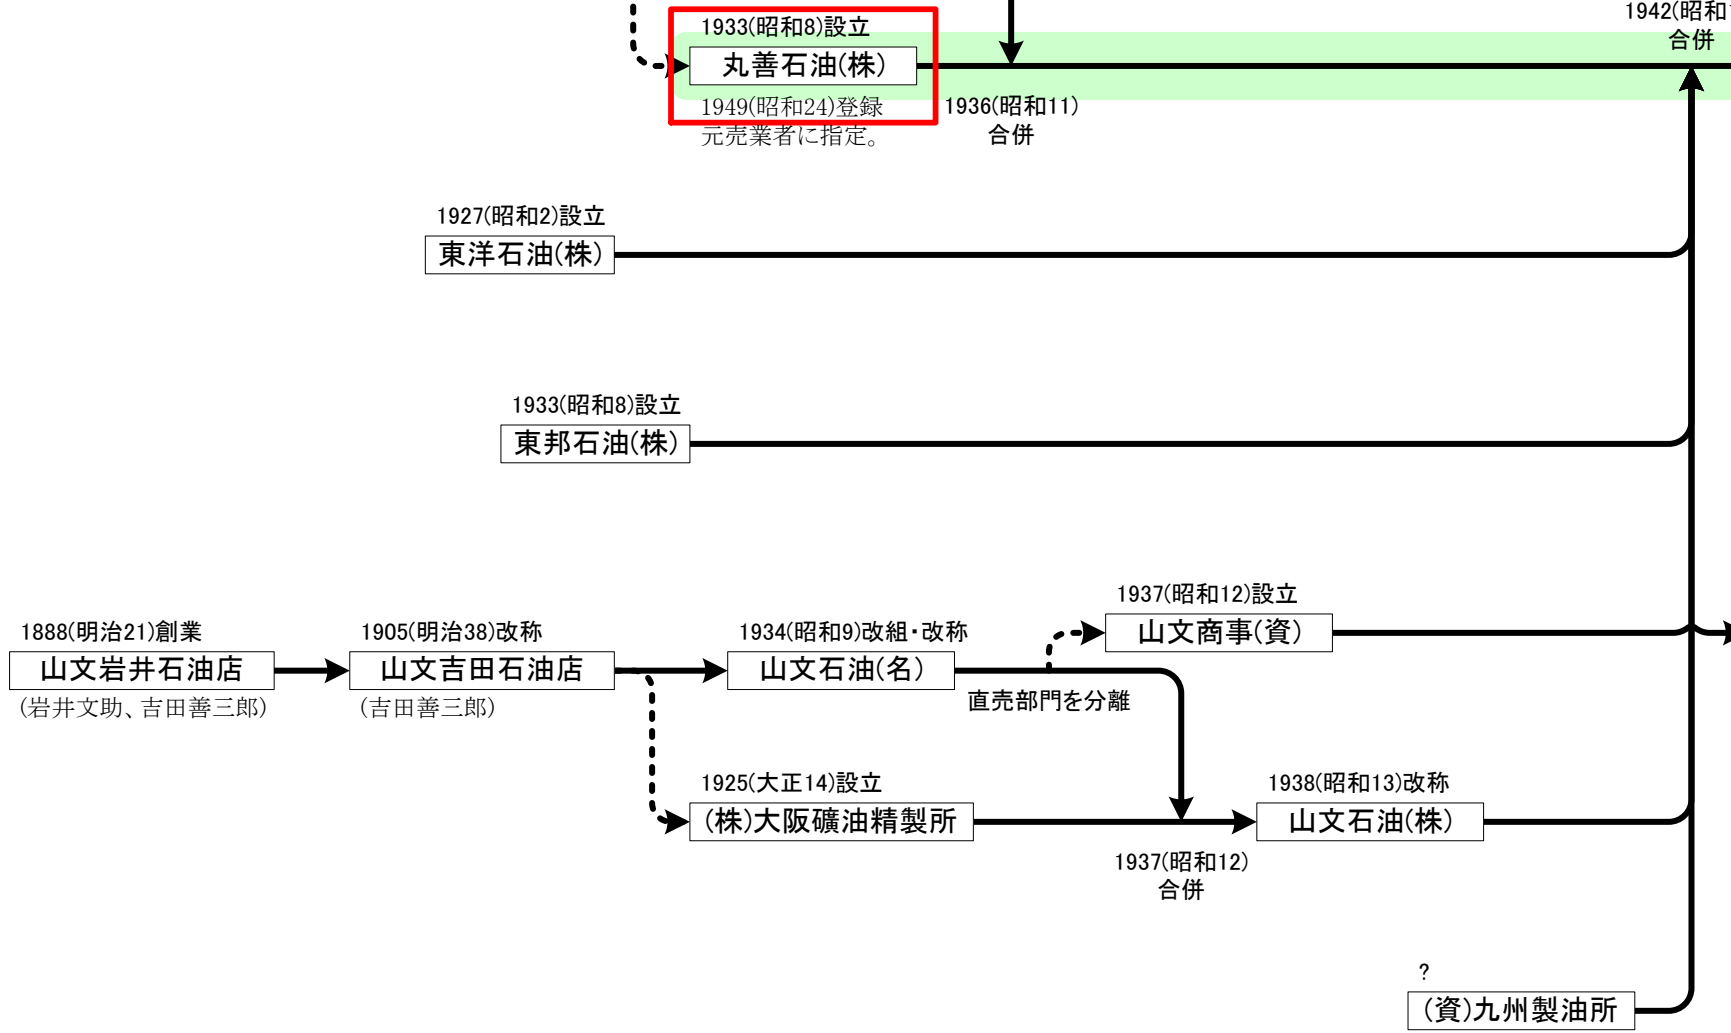 1933(昭和8)設立
丸善石油(株)
1949(昭和24)登録
元売業者に指定。
1936(昭和11)
合併
1942(昭和1
合併
1927(昭和2)設立
東洋石油(株)
1933(昭和8)設立
東邦石油(株)
1937(昭和12)設立
山文商事(資)
1888(明治21)創業
山文岩井石油店
(岩井文助、吉田善三郎)
1905(明治38)改称
山文吉田石油店
(吉田善三郎)
1934(昭和9)改組・改称
山文石油(名)
直売部門を分離
1925(大正14)設立
(株)大阪礦油精製所
1937(昭和12)
合併
1938(昭和13)改称
山文石油(株)
?
(資)九州製油所